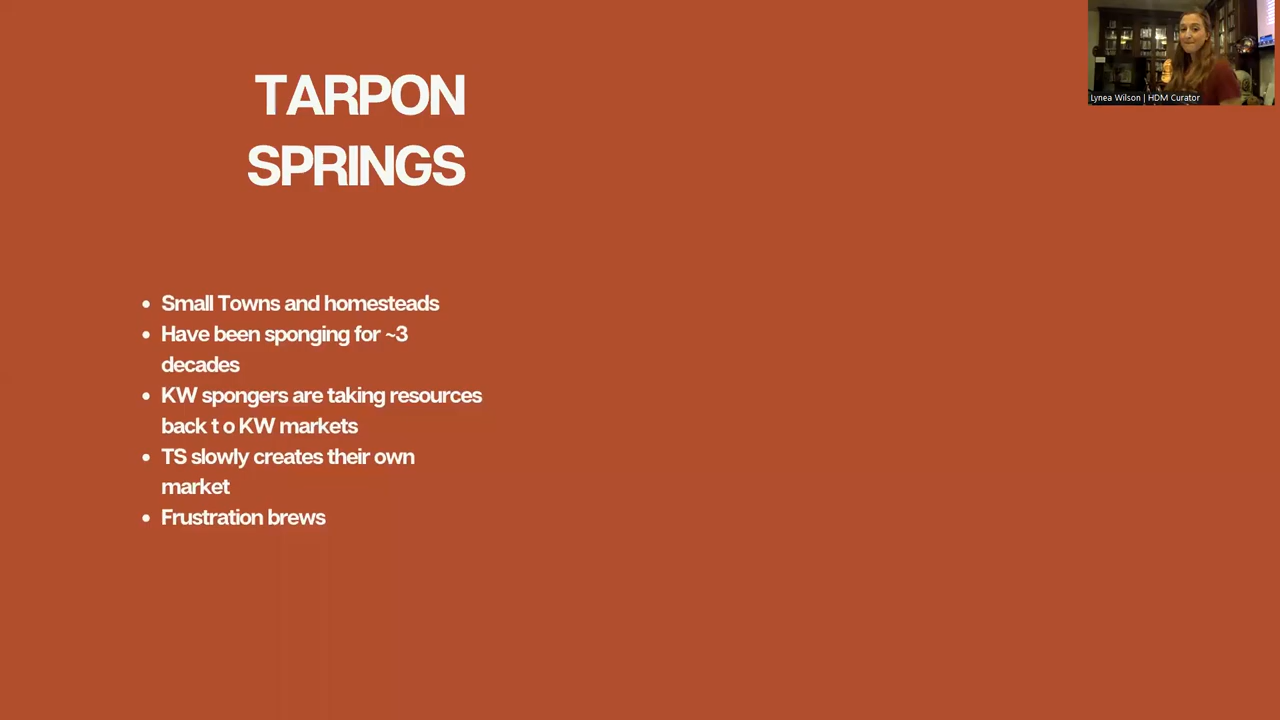 TARPON
SPRINGS
• Small Towns and homesteads
• Have been sponging for ~3
decades
• KW spongers are taking resources
back t o KW markets
• TS slowly creates their own
market
• Frustration brews
Lynea Wilson | HDM Curator